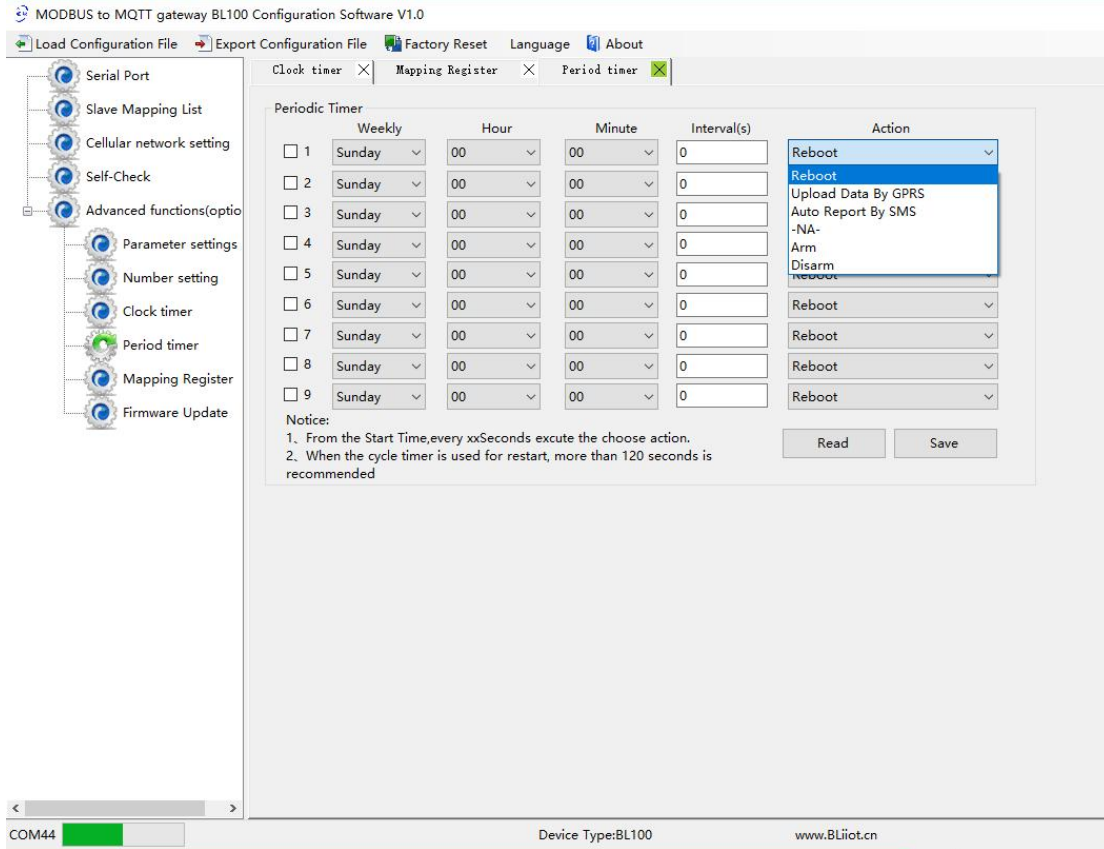 MODBUS to MQTT gateway BL100 Configuration Software V1.0
Load Configuration File Export Configuration File Factory Reset Language About
Serial Port
Slave Mapping List
Cellular network setting
Self-Check
Advanced functions(optio
Parameter settings
Number setting
Clock timer
Period timer
Mapping Register
Firmware Update
Clock timer Mapping Register Period timer
Periodic Timer
Weekly Hour Minute Interval(s) Action
1 Sunday 00 00 0 Reboot
Reboot
2 Sunday 00 00 0
Upload Data By GPRS
3 Sunday 00 00 0
Auto Report By SMS
-NA-
4 Sunday 00 00 0
Arm
Disarm
5 Sunday 00 00 0 Reboot
6 Sunday 00 00 0 Reboot
7 Sunday 00 00 0 Reboot
8 Sunday 00 00 0 Reboot
9 Sunday 00 00 0 Reboot
Notice:
1、From the Start Time,every xxSeconds excute the choose action.
2、When the cycle timer is used for restart, more than 120 seconds is
recommended
Read Save
COM44 Device Type:BL100 www.BLiiot.cn